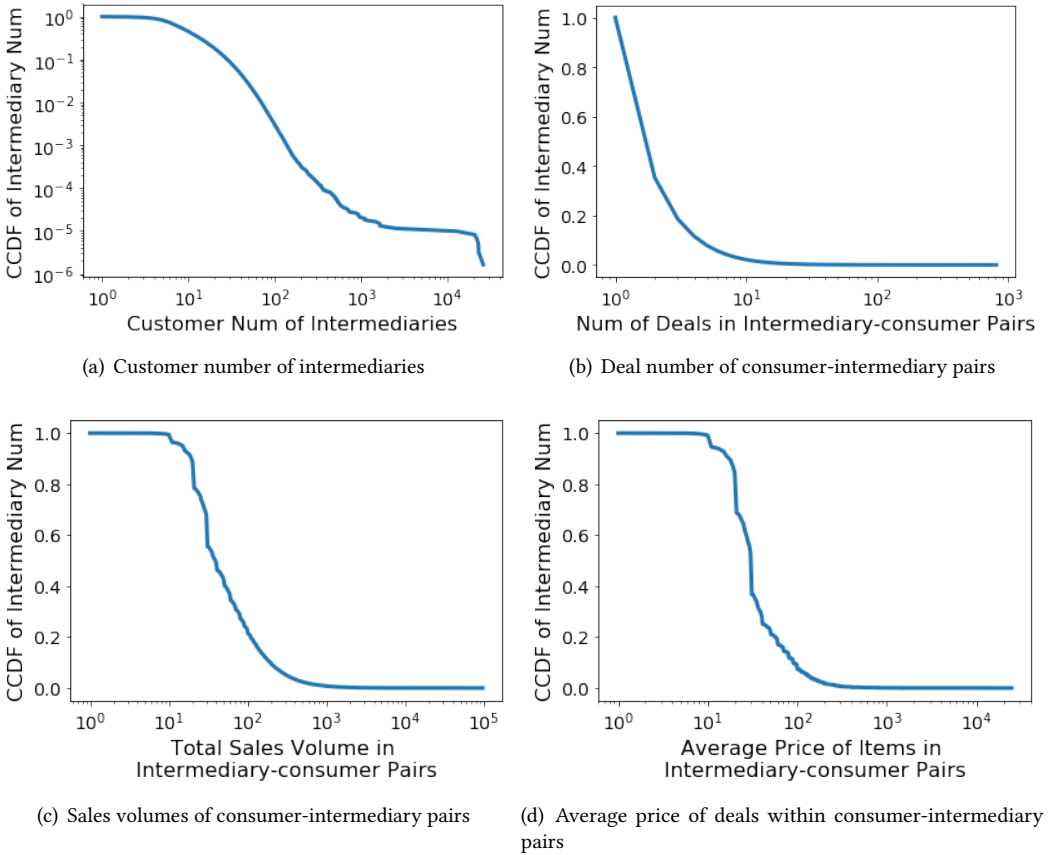 CCDF of Intermediary Num
10^0
10^-1
10^-2
10^-3
10^-4
10^-5
10^-6
10^0 10^1 10^2 10^3 10^4
Customer Num of Intermediaries
(a) Customer number of intermediaries
CCDF of Intermediary Num
1.0
0.8
0.6
0.4
0.2
0.0
10^0 10^1 10^2 10^3
Num of Deals in Intermediary-consumer Pairs
(b) Deal number of consumer-intermediary pairs
CCDF of Intermediary Num
1.0
0.8
0.6
0.4
0.2
0.0
10^0 10^1 10^2 10^3 10^4 10^5
Total Sales Volume in
Intermediary-consumer Pairs
(c) Sales volumes of consumer-intermediary pairs
CCDF of Intermediary Num
1.0
0.8
0.6
0.4
0.2
0.0
10^0 10^1 10^2 10^3 10^4
Average Price of Items in
Intermediary-consumer Pairs
(d) Average price of deals within consumer-intermediary
pairs